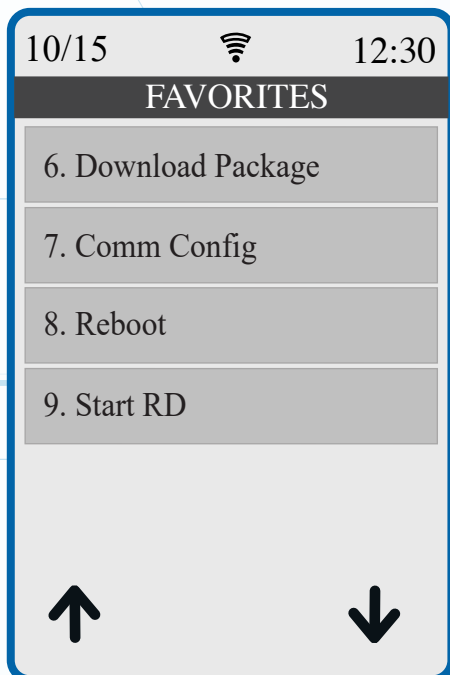 10/15 12:30
FAVORITES
6. Download Package
7. Comm Config
8. Reboot
9. Start RD